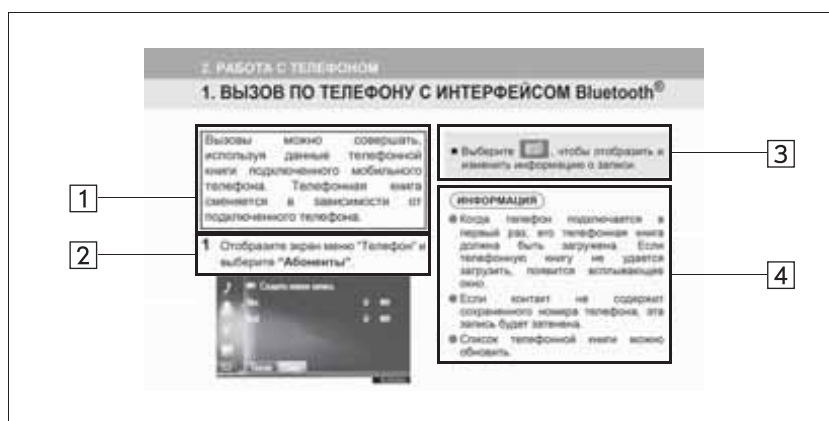 2. РАБОТА С ТЕЛЕФОНОМ
1. ВЫЗОВ ПО ТЕЛЕФОНУ С ИНТЕРФЕЙСОМ Bluetooth®
1
Вызовы можно совершать,
используя данные телефонной
книги подключенного мобильного
телефона. Телефонная книга
сменяется в зависимости от
подключенного телефона.
2
1 Отобразите экран меню "Телефон" и
выберите "Абоненты".
Создать новую запись
3
Выберите , чтобы отобразить и
изменить информацию о записи.
4
ИНФОРМАЦИЯ
Когда телефон подключается в
первый раз, его телефонная книга
должна быть загружена. Если
телефонную книгу не удается
загрузить, появится всплывающее
окно.
Если контакт не содержит
сохраненного номера телефона, эта
запись будет затенена.
Список телефонной книги можно
обновить.